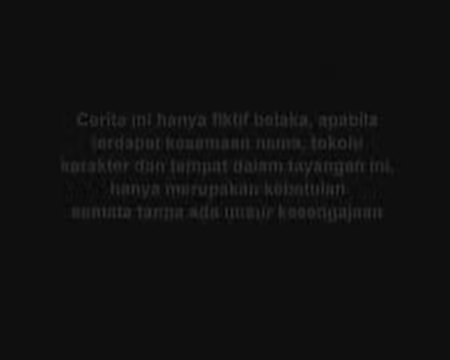 Cerita ini hanya fiktif belaka, apabila
terdapat kesamaan nama, tokoh/
karakter dan tempat dalam tayangan ini,
hanya merupakan kebetulan
semata tanpa ada unsur kesengajaan